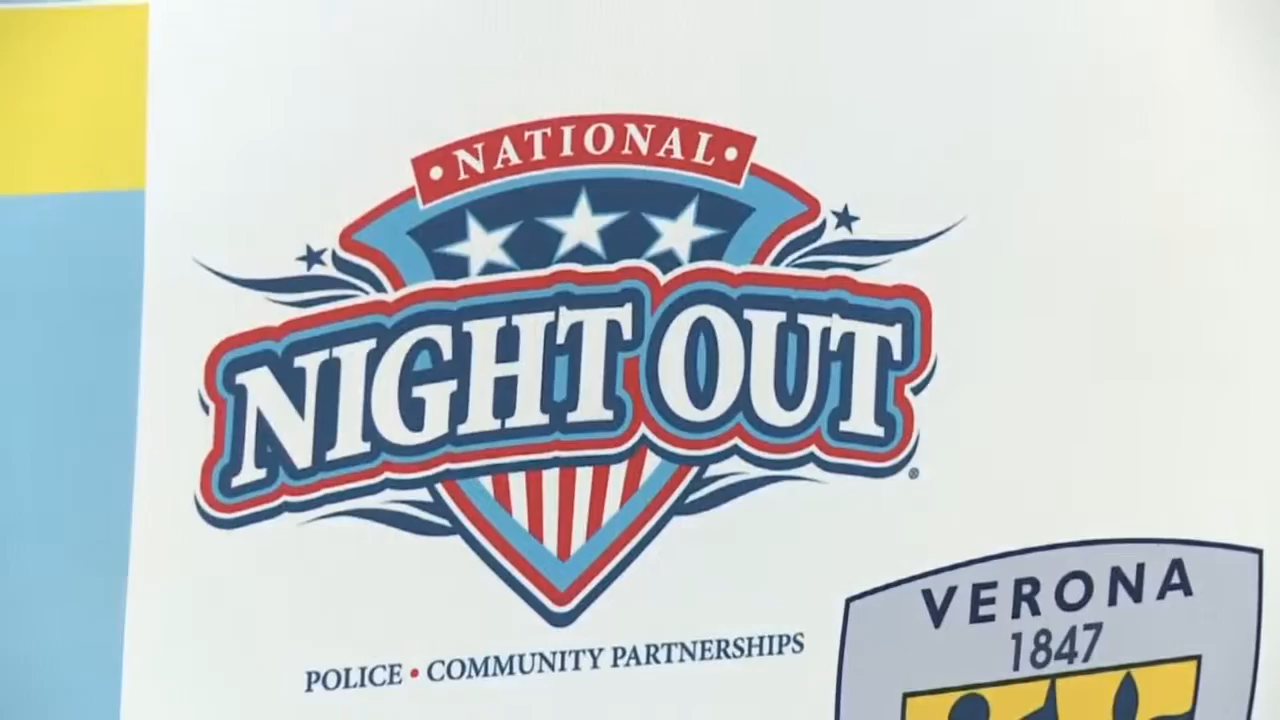 • NATIONAL •
NIGHT OUT
®
POLICE • COMMUNITY PARTNERSHIPS
VERONA
1847